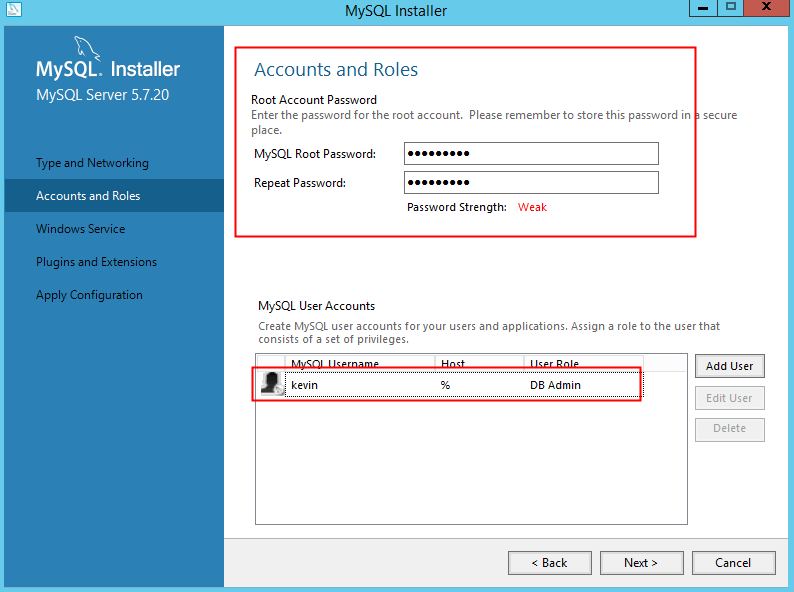 MySQL Installer
MySQL. Installer
MySQL Server 5.7.20
Type and Networking
Accounts and Roles
Windows Service
Plugins and Extensions
Apply Configuration
Accounts and Roles
Root Account Password
Enter the password for the root account. Please remember to store this password in a secure
place.
MySQL Root Password: ●●●●●●●●●
Repeat Password: ●●●●●●●●●
Password Strength: Weak
MySQL User Accounts
Create MySQL user accounts for your users and applications. Assign a role to the user that
consists of a set of privileges.
MySQL Username Host User Role
kevin % DB Admin
Add User
Edit User
Delete
< Back Next > Cancel